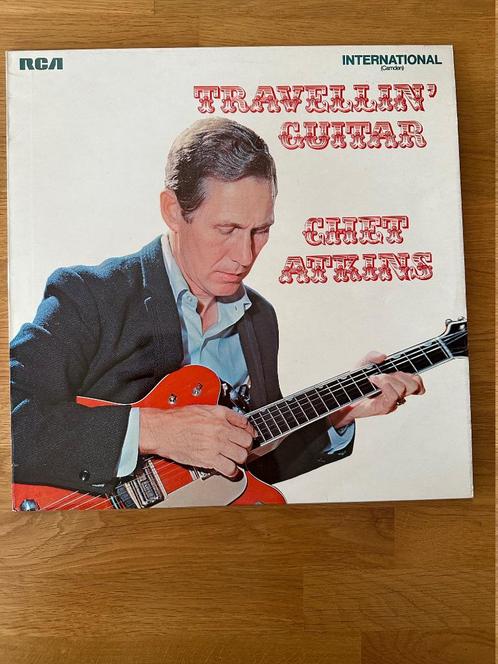 RCA
INTERNATIONAL
(Camden)
TRAVELLIN'
GUITAR
CHET
ATKINS